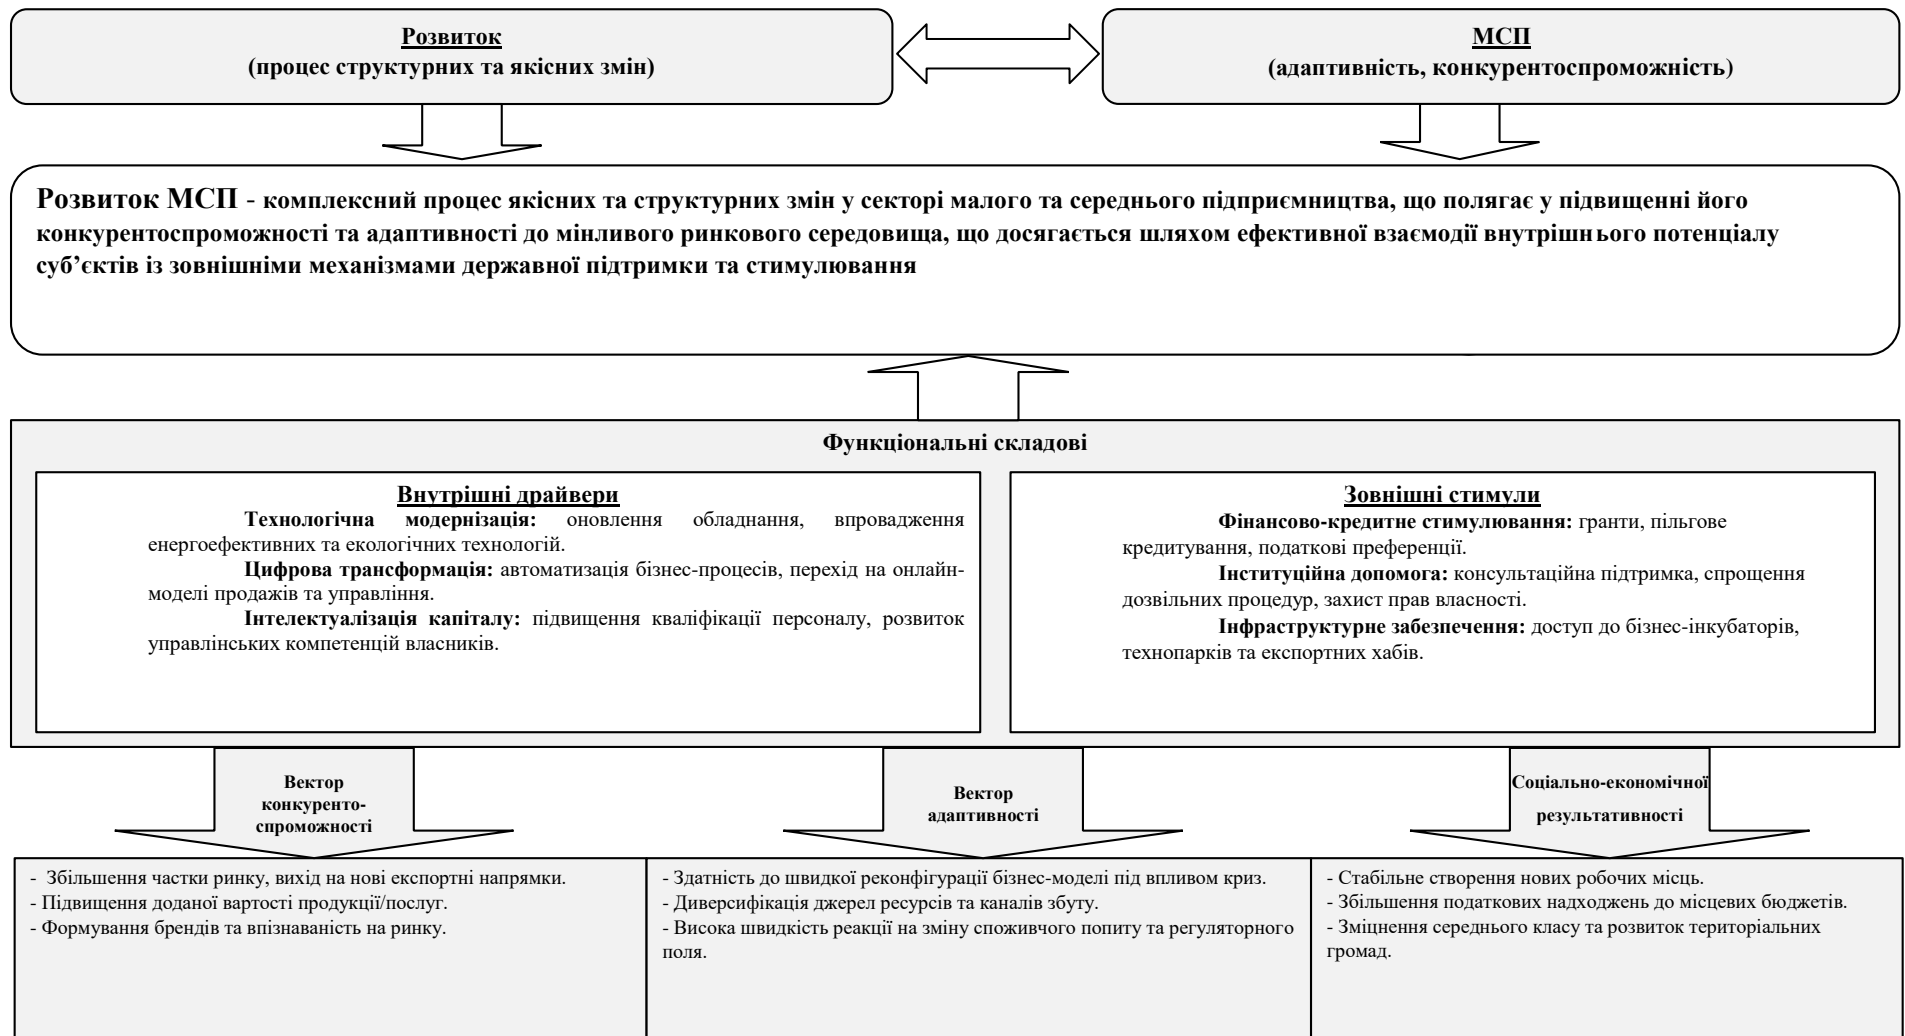 Розвиток
(процес структурних та якісних змін)
МСП
(адаптивність, конкурентоспроможність)
Розвиток МСП - комплексний процес якісних та структурних змін у секторі малого та середнього підприємництва, що полягає у підвищенні його
конкурентоспроможності та адаптивності до мінливого ринкового середовища, що досягається шляхом ефективної взаємодії внутрішнього потенціалу
суб’єктів із зовнішніми механізмами державної підтримки та стимулювання
Функціональні складові
Внутрішні драйвери
Технологічна модернізація: оновлення обладнання, впровадження
енергоефективних та екологічних технологій.
Цифрова трансформація: автоматизація бізнес-процесів, перехід на онлайн-
моделі продажів та управління.
Інтелектуалізація капіталу: підвищення кваліфікації персоналу, розвиток
управлінських компетенцій власників.
Зовнішні стимули
Фінансово-кредитне стимулювання: гранти, пільгове
кредитування, податкові преференції.
Інституційна допомога: консультаційна підтримка, спрощення
дозвільних процедур, захист прав власності.
Інфраструктурне забезпечення: доступ до бізнес-інкубаторів,
технопарків та експортних хабів.
Вектор
конкуренто-
спроможності
Вектор
адаптивності
Соціально-економічної
результативності
- Збільшення частки ринку, вихід на нові експортні напрямки.
- Підвищення доданої вартості продукції/послуг.
- Формування брендів та впізнаваність на ринку.
- Здатність до швидкої реконфігурації бізнес-моделі під впливом криз.
- Диверсифікація джерел ресурсів та каналів збуту.
- Висока швидкість реакції на зміну споживчого попиту та регуляторного
поля.
- Стабільне створення нових робочих місць.
- Збільшення податкових надходжень до місцевих бюджетів.
- Зміцнення середнього класу та розвиток територіальних
громад.